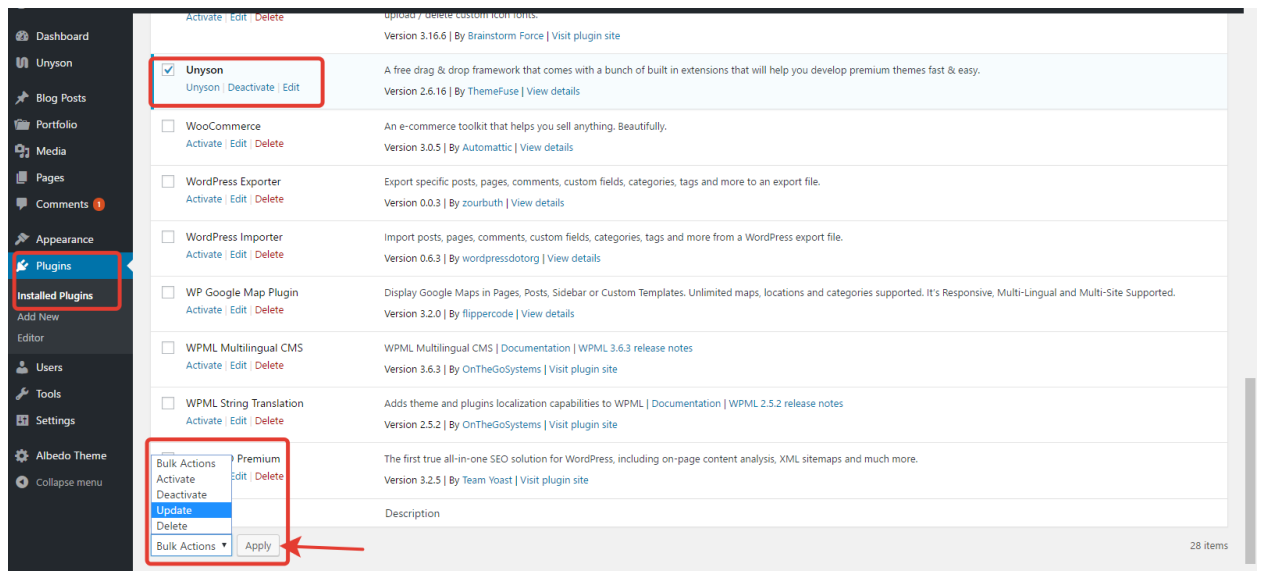 Activate | Edit | Delete
upload / delete custom icon fonts.
Version 3.16.6 | By Brainstorm Force | Visit plugin site
Dashboard
Unyson
Blog Posts
Portfolio
Media
Pages
Comments 1
Appearance
Plugins
Installed Plugins
Add New
Editor
Users
Tools
Settings
Albedo Theme
Collapse menu
Unyson
Unyson | Deactivate | Edit
A free drag & drop framework that comes with a bunch of built in extensions that will help you develop premium themes fast & easy.
Version 2.6.16 | By ThemeFuse | View details
WooCommerce
Activate | Edit | Delete
An e-commerce toolkit that helps you sell anything. Beautifully.
Version 3.0.5 | By Automattic | View details
WordPress Exporter
Activate | Edit | Delete
Export specific posts, pages, comments, custom fields, categories, tags and more to an export file.
Version 0.0.3 | By zourbuth | View details
WordPress Importer
Activate | Edit | Delete
Import posts, pages, comments, custom fields, categories, tags and more from a WordPress export file.
Version 0.6.3 | By wordpressdotorg | View details
WP Google Map Plugin
Activate | Edit | Delete
Display Google Maps in Pages, Posts, Sidebar or Custom Templates. Unlimited maps, locations and categories supported. It's Responsive, Multi-Lingual and Multi-Site Supported.
Version 3.2.0 | By flippercode | View details
WPML Multilingual CMS
Activate | Edit | Delete
WPML Multilingual CMS | Documentation | WPML 3.6.3 release notes
Version 3.6.3 | By OnTheGoSystems | Visit plugin site
WPML String Translation
Activate | Edit | Delete
Adds theme and plugins localization capabilities to WPML | Documentation | WPML 2.5.2 release notes
Version 2.5.2 | By OnTheGoSystems | Visit plugin site
Premium
Edit | Delete
The first true all-in-one SEO solution for WordPress, including on-page content analysis, XML sitemaps and much more.
Version 3.2.5 | By Team Yoast | Visit plugin site
Bulk Actions
Activate
Deactivate
Update
Delete
Description
Bulk Actions
Apply
28 items